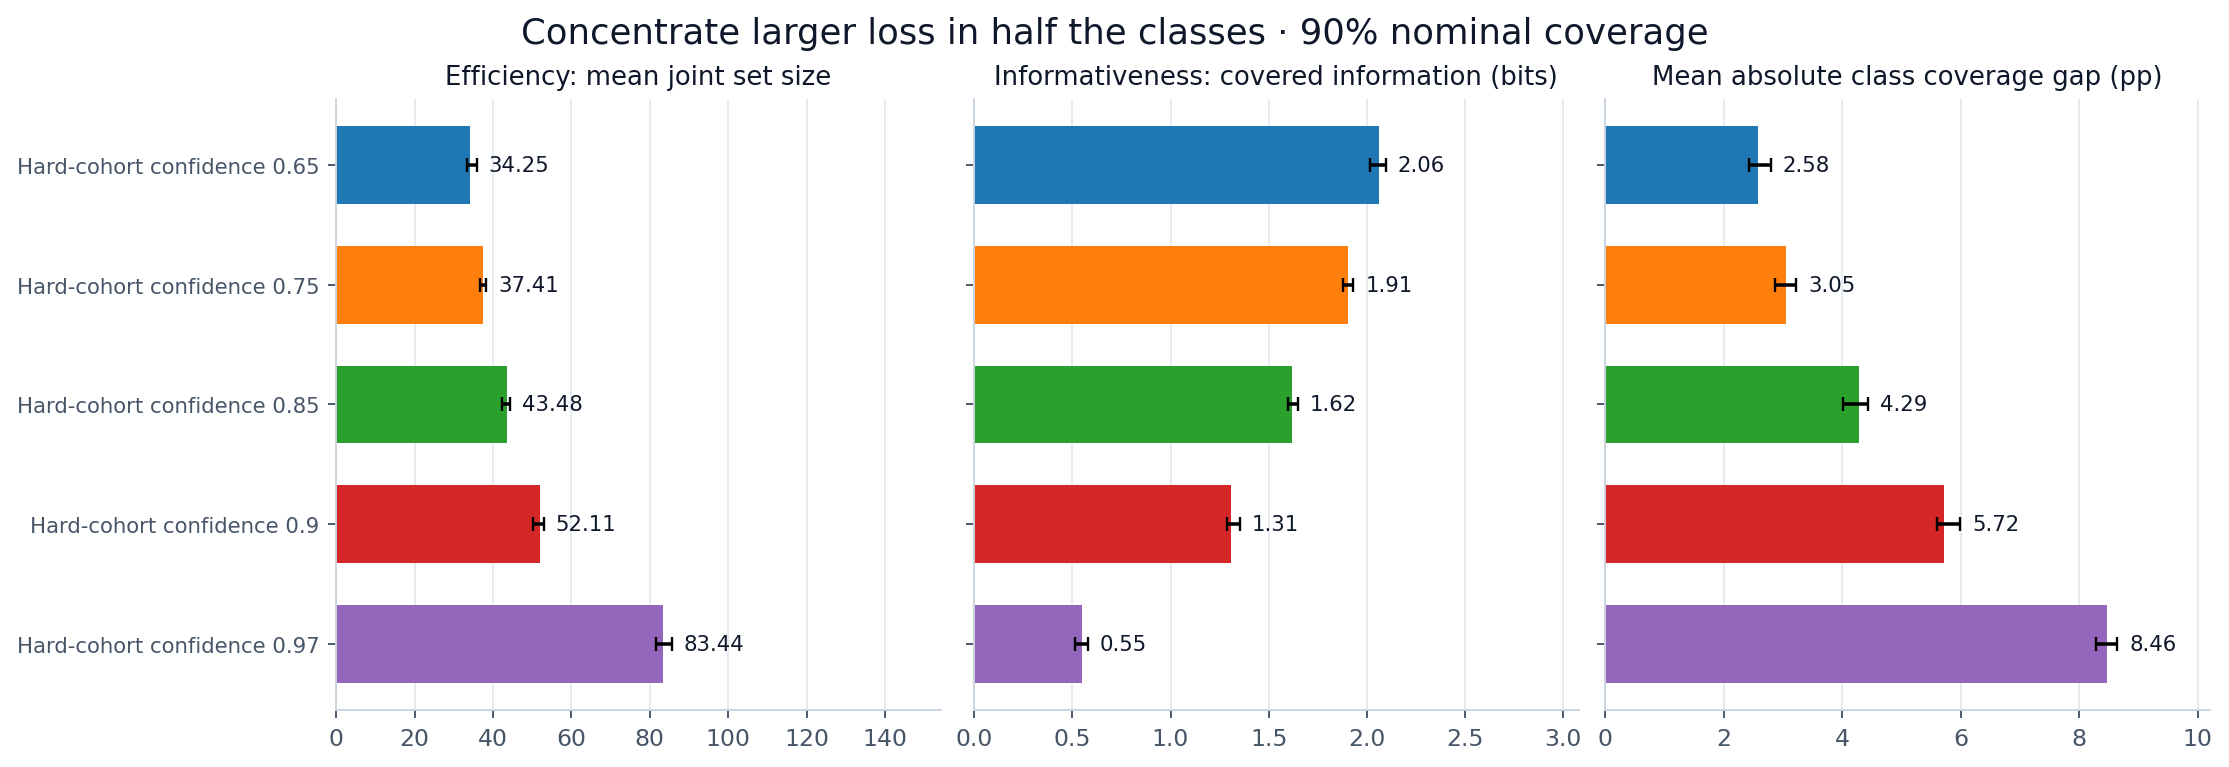 Concentrate larger loss in half the classes · 90% nominal coverage
Efficiency: mean joint set size
Hard-cohort confidence 0.65
Hard-cohort confidence 0.75
Hard-cohort confidence 0.85
Hard-cohort confidence 0.9
Hard-cohort confidence 0.97
34.25
37.41
43.48
52.11
83.44
0 20 40 60 80 100 120 140
Informativeness: covered information (bits)
2.06
1.91
1.62
1.31
0.55
0.0 0.5 1.0 1.5 2.0 2.5 3.0
Mean absolute class coverage gap (pp)
2.58
3.05
4.29
5.72
8.46
0 2 4 6 8 10